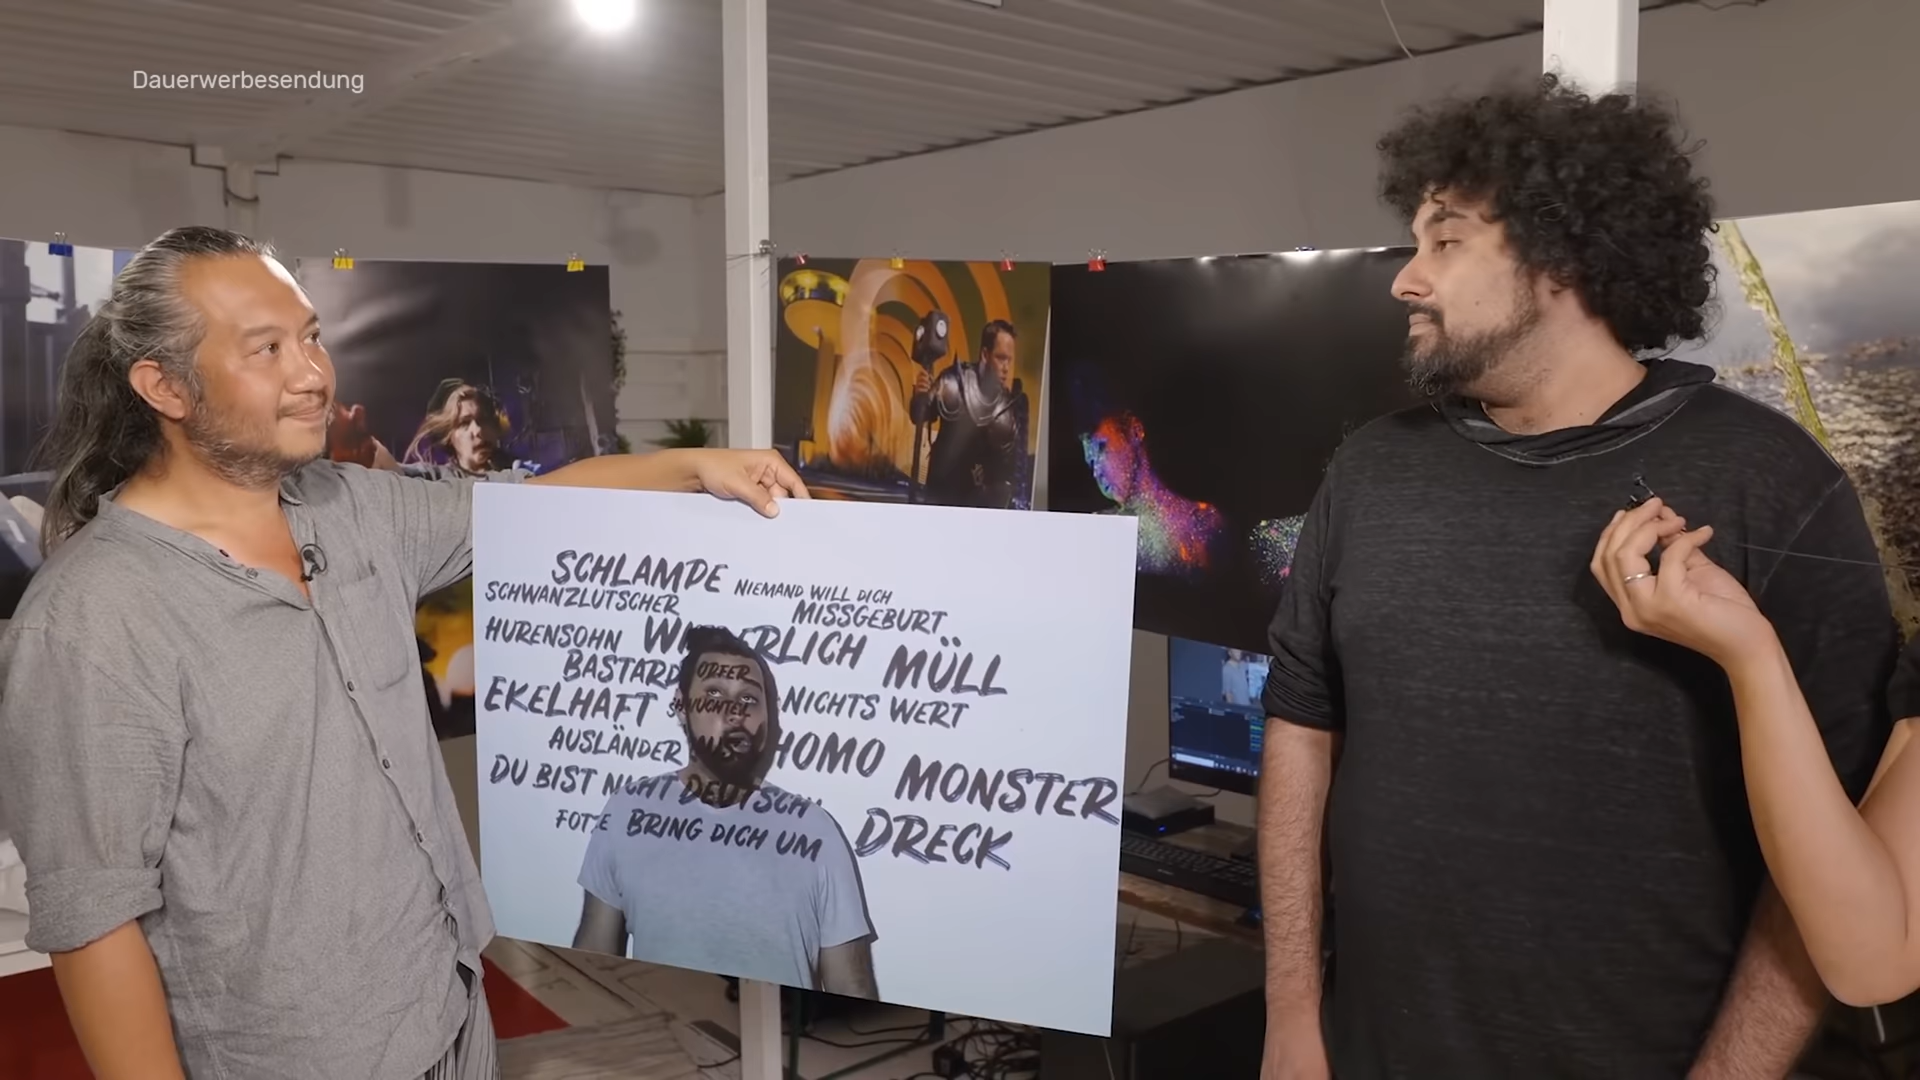 Dauerwerbesendung
SCHLAMPE
NIEMAND WILL DICH
SCHWANZLUTSCHER
MISSGEBURT
HURENSOHN
MÜLL
BASTARD
OPFER
EKELHAFT
NICHTS WERT
AUSLÄNDER
HOMO
MONSTER
DU BIST NICHT DEUTSCH
FOTZE
BRING DICH UM
DRECK